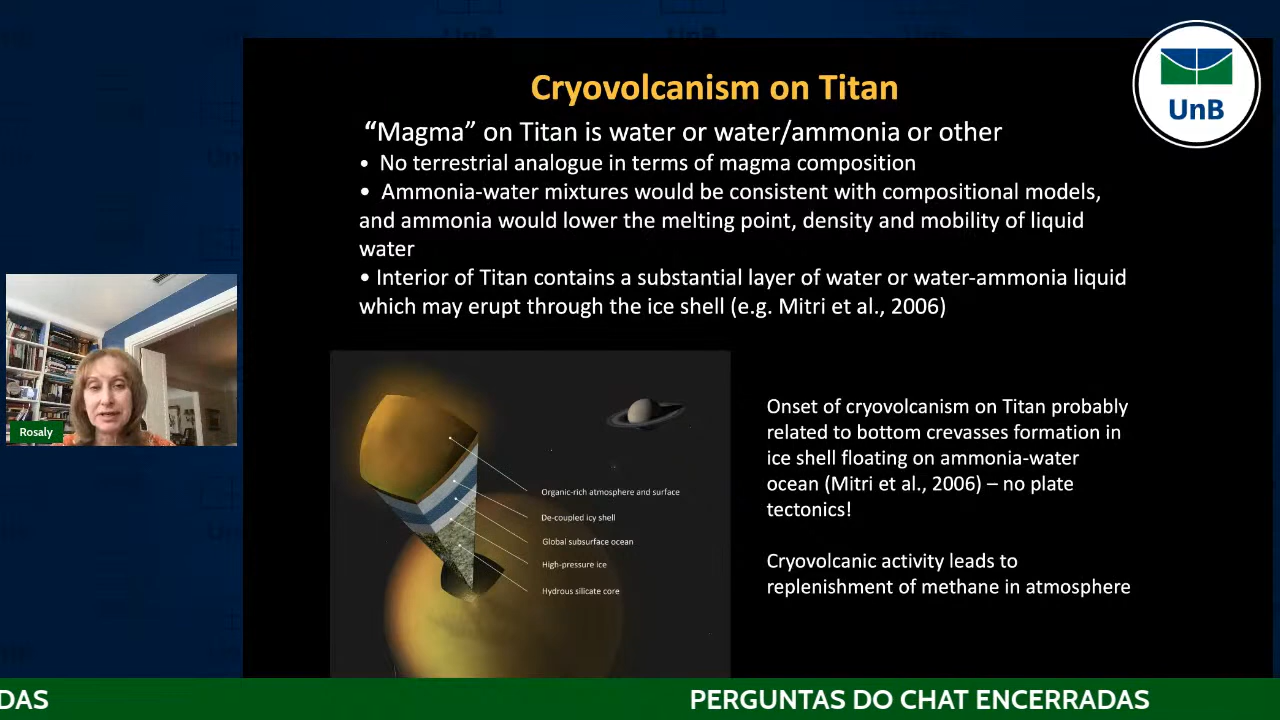 Cryovolcanism on Titan
UnB
“Magma” on Titan is water or water/ammonia or other
• No terrestrial analogue in terms of magma composition
• Ammonia-water mixtures would be consistent with compositional models,
and ammonia would lower the melting point, density and mobility of liquid
water
• Interior of Titan contains a substantial layer of water or water-ammonia liquid
which may erupt through the ice shell (e.g. Mitri et al., 2006)
Rosaly
Organic-rich atmosphere and surface
De-coupled icy shell
Global subsurface ocean
High-pressure ice
Hydrous silicate core
Onset of cryovolcanism on Titan probably
related to bottom crevasses formation in
ice shell floating on ammonia-water
ocean (Mitri et al., 2006) – no plate
tectonics!
Cryovolcanic activity leads to
replenishment of methane in atmosphere
DAS
PERGUNTAS DO CHAT ENCERRADAS